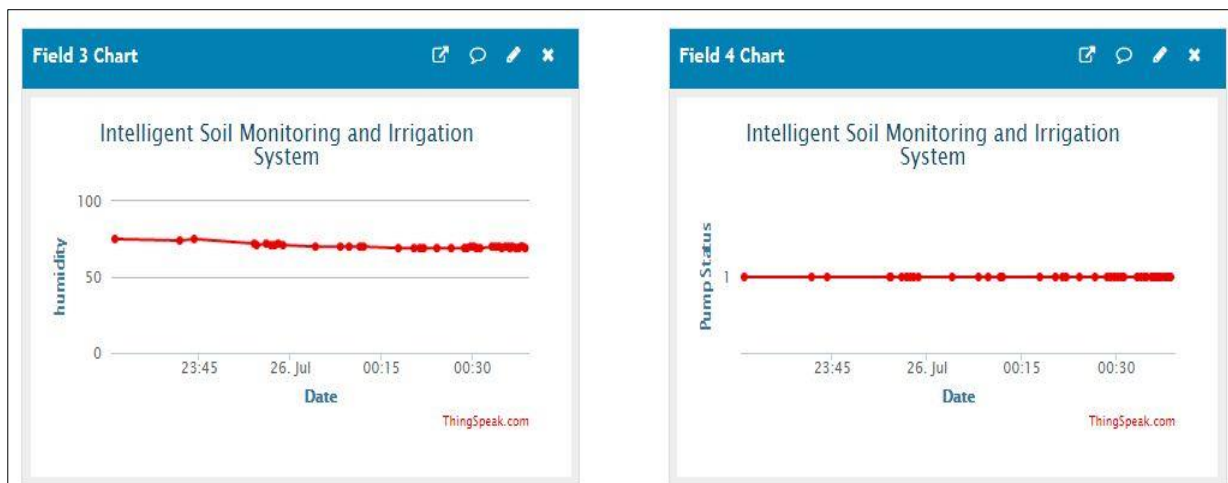 Field 3 Chart
Intelligent Soil Monitoring and Irrigation
System
100
50
0
humidity
23:45 26. Jul 00:15 00:30
Date
ThingSpeak.com
Field 4 Chart
Intelligent Soil Monitoring and Irrigation
System
1
Pump Status
23:45 26. Jul 00:15 00:30
Date
ThingSpeak.com